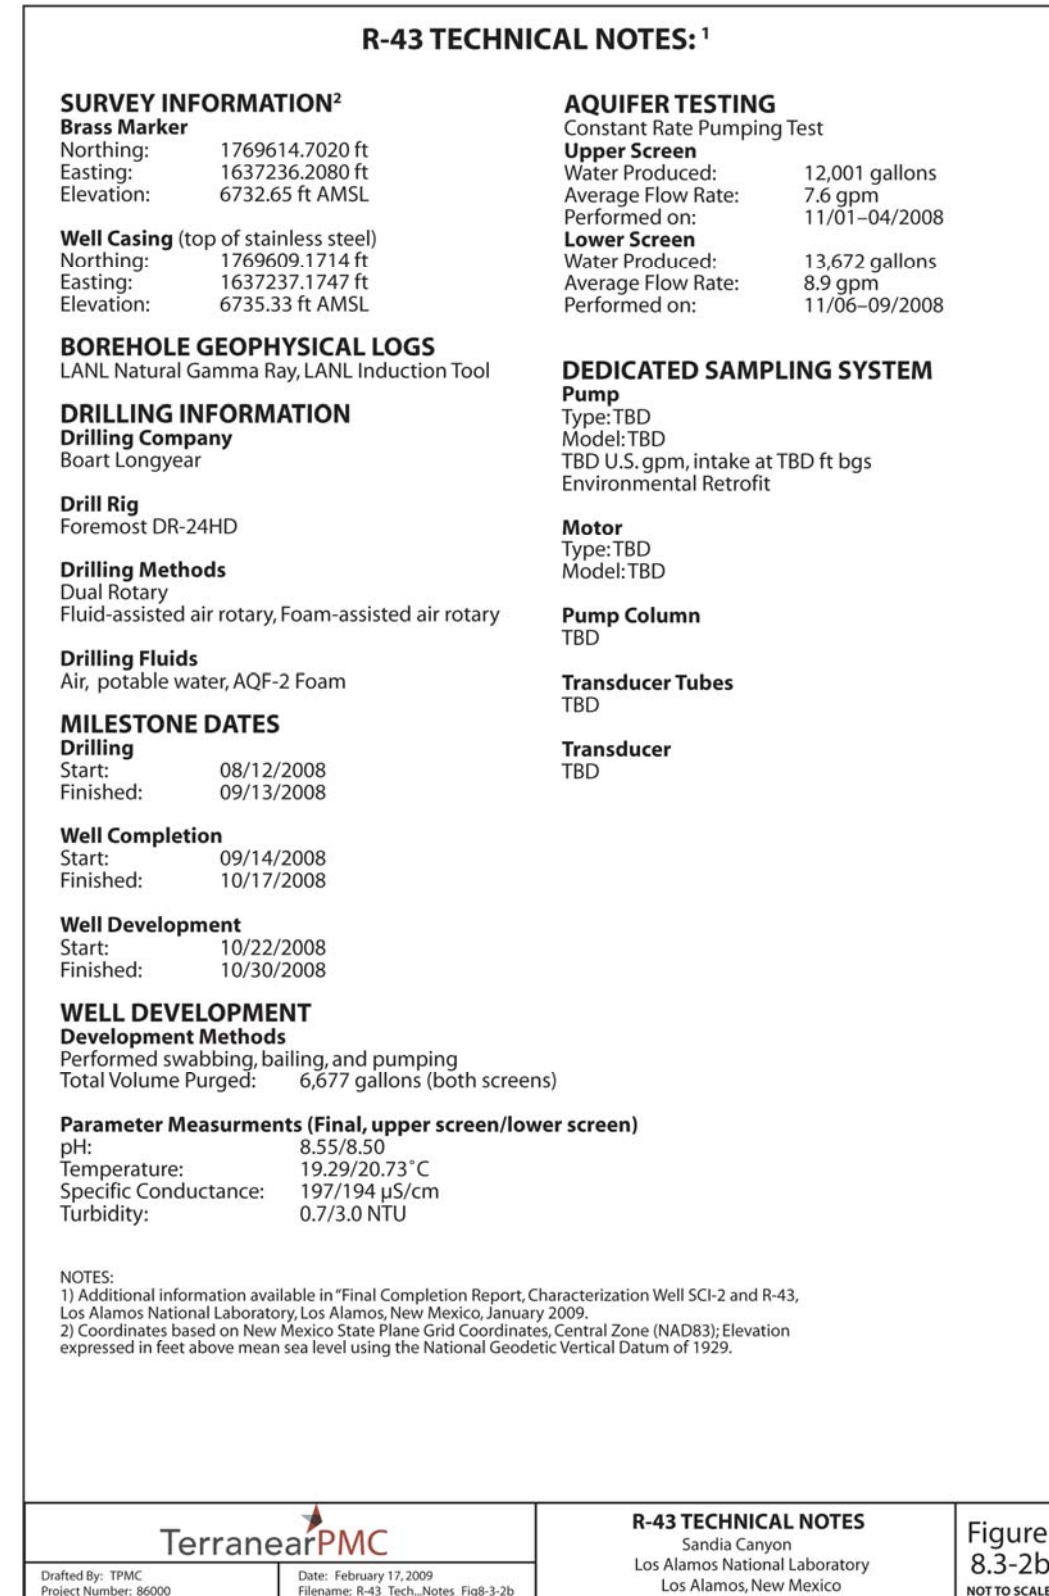 R-43 TECHNICAL NOTES: 1
SURVEY INFORMATION2
Brass Marker
Northing: 1769614.7020 ft
Easting: 1637236.2080 ft
Elevation: 6732.65 ft AMSL
Well Casing (top of stainless steel)
Northing: 1769609.1714 ft
Easting: 1637237.1747 ft
Elevation: 6735.33 ft AMSL
BOREHOLE GEOPHYSICAL LOGS
LANL Natural Gamma Ray, LANL Induction Tool
DRILLING INFORMATION
Drilling Company
Boart Longyear
Drill Rig
Foremost DR-24HD
Drilling Methods
Dual Rotary
Fluid-assisted air rotary, Foam-assisted air rotary
Drilling Fluids
Air, potable water, AQF-2 Foam
MILESTONE DATES
Drilling
Start: 08/12/2008
Finished: 09/13/2008
Well Completion
Start: 09/14/2008
Finished: 10/17/2008
Well Development
Start: 10/22/2008
Finished: 10/30/2008
WELL DEVELOPMENT
Development Methods
Performed swabbing, bailing, and pumping
Total Volume Purged: 6,677 gallons (both screens)
Parameter Measurments (Final, upper screen/lower screen)
pH: 8.55/8.50
Temperature: 19.29/20.73˚C
Specific Conductance: 197/194 µS/cm
Turbidity: 0.7/3.0 NTU
AQUIFER TESTING
Constant Rate Pumping Test
Upper Screen
Water Produced: 12,001 gallons
Average Flow Rate: 7.6 gpm
Performed on: 11/01–04/2008
Lower Screen
Water Produced: 13,672 gallons
Average Flow Rate: 8.9 gpm
Performed on: 11/06–09/2008
DEDICATED SAMPLING SYSTEM
Pump
Type: TBD
Model: TBD
TBD U.S. gpm, intake at TBD ft bgs
Environmental Retrofit
Motor
Type: TBD
Model: TBD
Pump Column
TBD
Transducer Tubes
TBD
Transducer
TBD
NOTES:
1) Additional information available in "Final Completion Report, Characterization Well SCI-2 and R-43,
Los Alamos National Laboratory, Los Alamos, New Mexico, January 2009.
2) Coordinates based on New Mexico State Plane Grid Coordinates, Central Zone (NAD83); Elevation
expressed in feet above mean sea level using the National Geodetic Vertical Datum of 1929.
TerranearPMC
Drafted By: TPMC
Project Number: 86000
Date: February 17, 2009
Filename: R-43_Tech...Notes_Fig8-3-2b
R-43 TECHNICAL NOTES
Sandia Canyon
Los Alamos National Laboratory
Los Alamos, New Mexico
Figure
8.3-2b
NOT TO SCALE